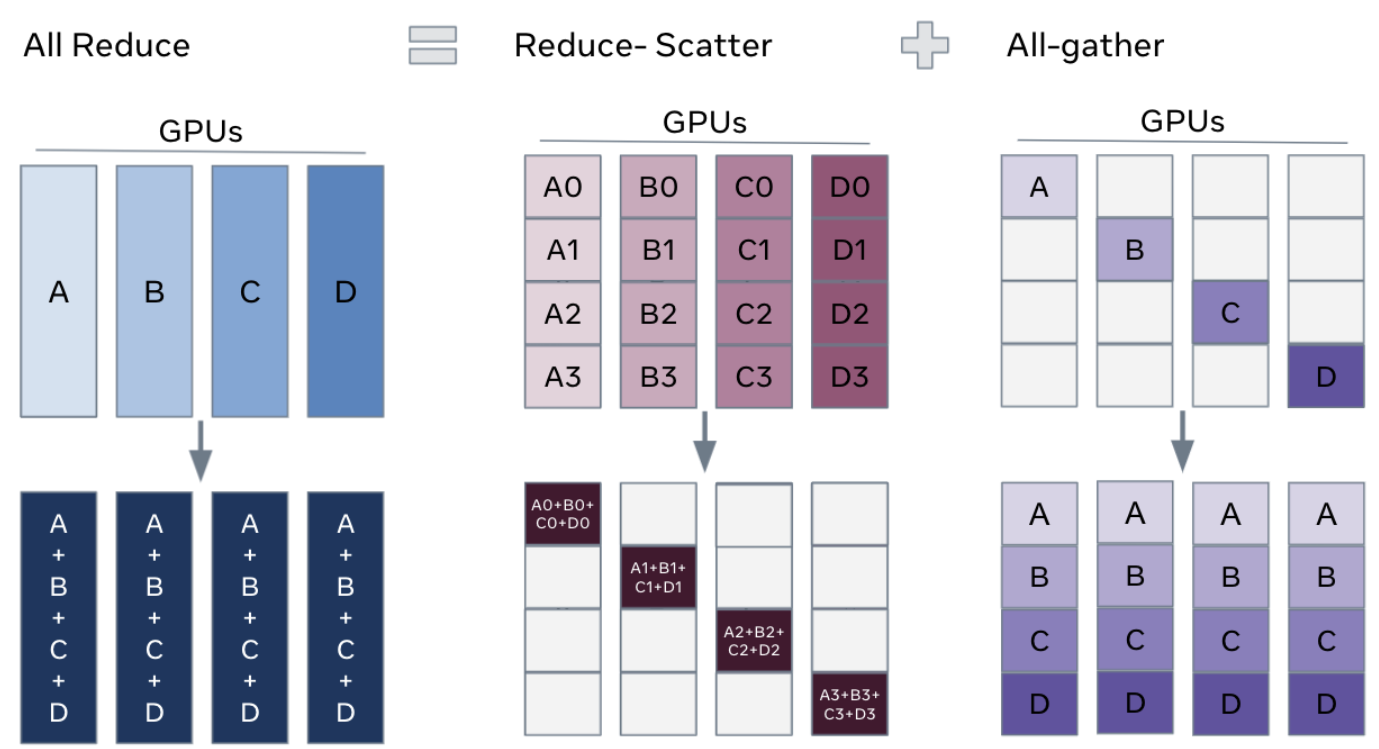 All Reduce
Reduce- Scatter
All-gather
GPUs
A B C D
A A A A
+ + + +
B B B B
+ + + +
C C C C
+ + + +
D D D D
GPUs
A0 B0 C0 D0
A1 B1 C1 D1
A2 B2 C2 D2
A3 B3 C3 D3
A0+B0+
C0+D0
A1+B1+
C1+D1
A2+B2+
C2+D2
A3+B3+
C3+D3
GPUs
A
B
C
D
A A A A
B B B B
C C C C
D D D D